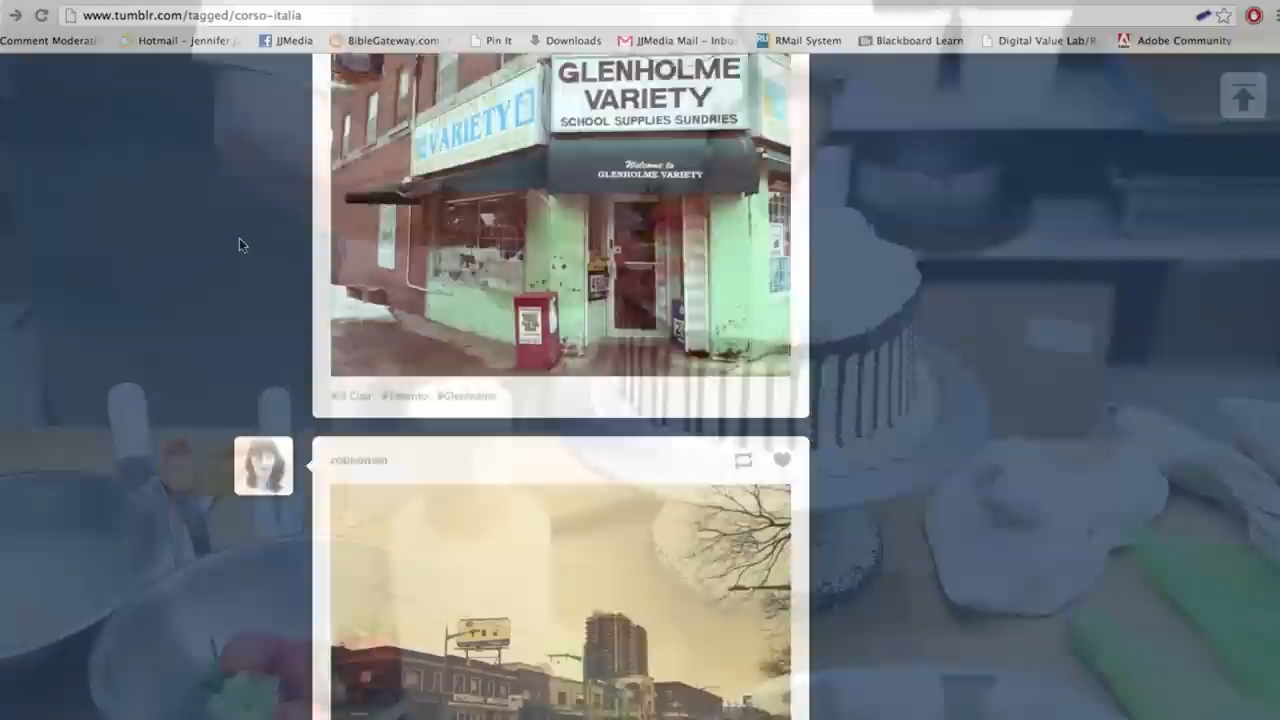 www.tumblr.com/tagged/corso-italia
Comment Moderati Hotmail – jennifer.j JJMedia BibleGateway.com Pin It Downloads JJMedia Mail – Inbo RMail System Blackboard Learn Digital Value Lab/R Adobe Community
GLENHOLME
VARIETY
SCHOOL SUPPLIES SUNDRIES
VARIETY
Welcome to
GLENHOLME VARIETY
#Toronto #Glenholme